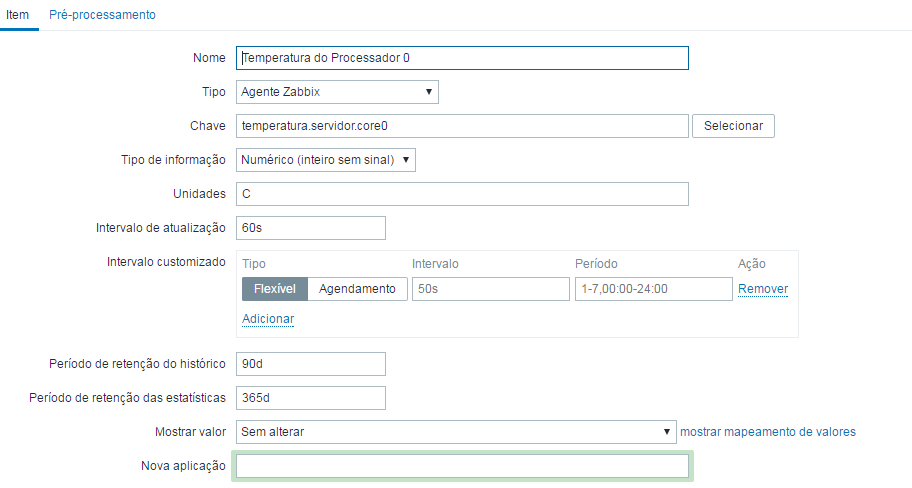 Item Pré-processamento
Nome Temperatura do Processador 0
Tipo Agente Zabbix
Chave temperatura.servidor.core0 Selecionar
Tipo de informação Numérico (inteiro sem sinal)
Unidades C
Intervalo de atualização 60s
Intervalo customizado Tipo Intervalo Período Ação
Flexível Agendamento 50s 1-7,00:00-24:00 Remover
Adicionar
Período de retenção do histórico 90d
Período de retenção das estatísticas 365d
Mostrar valor Sem alterar mostrar mapeamento de valores
Nova aplicação